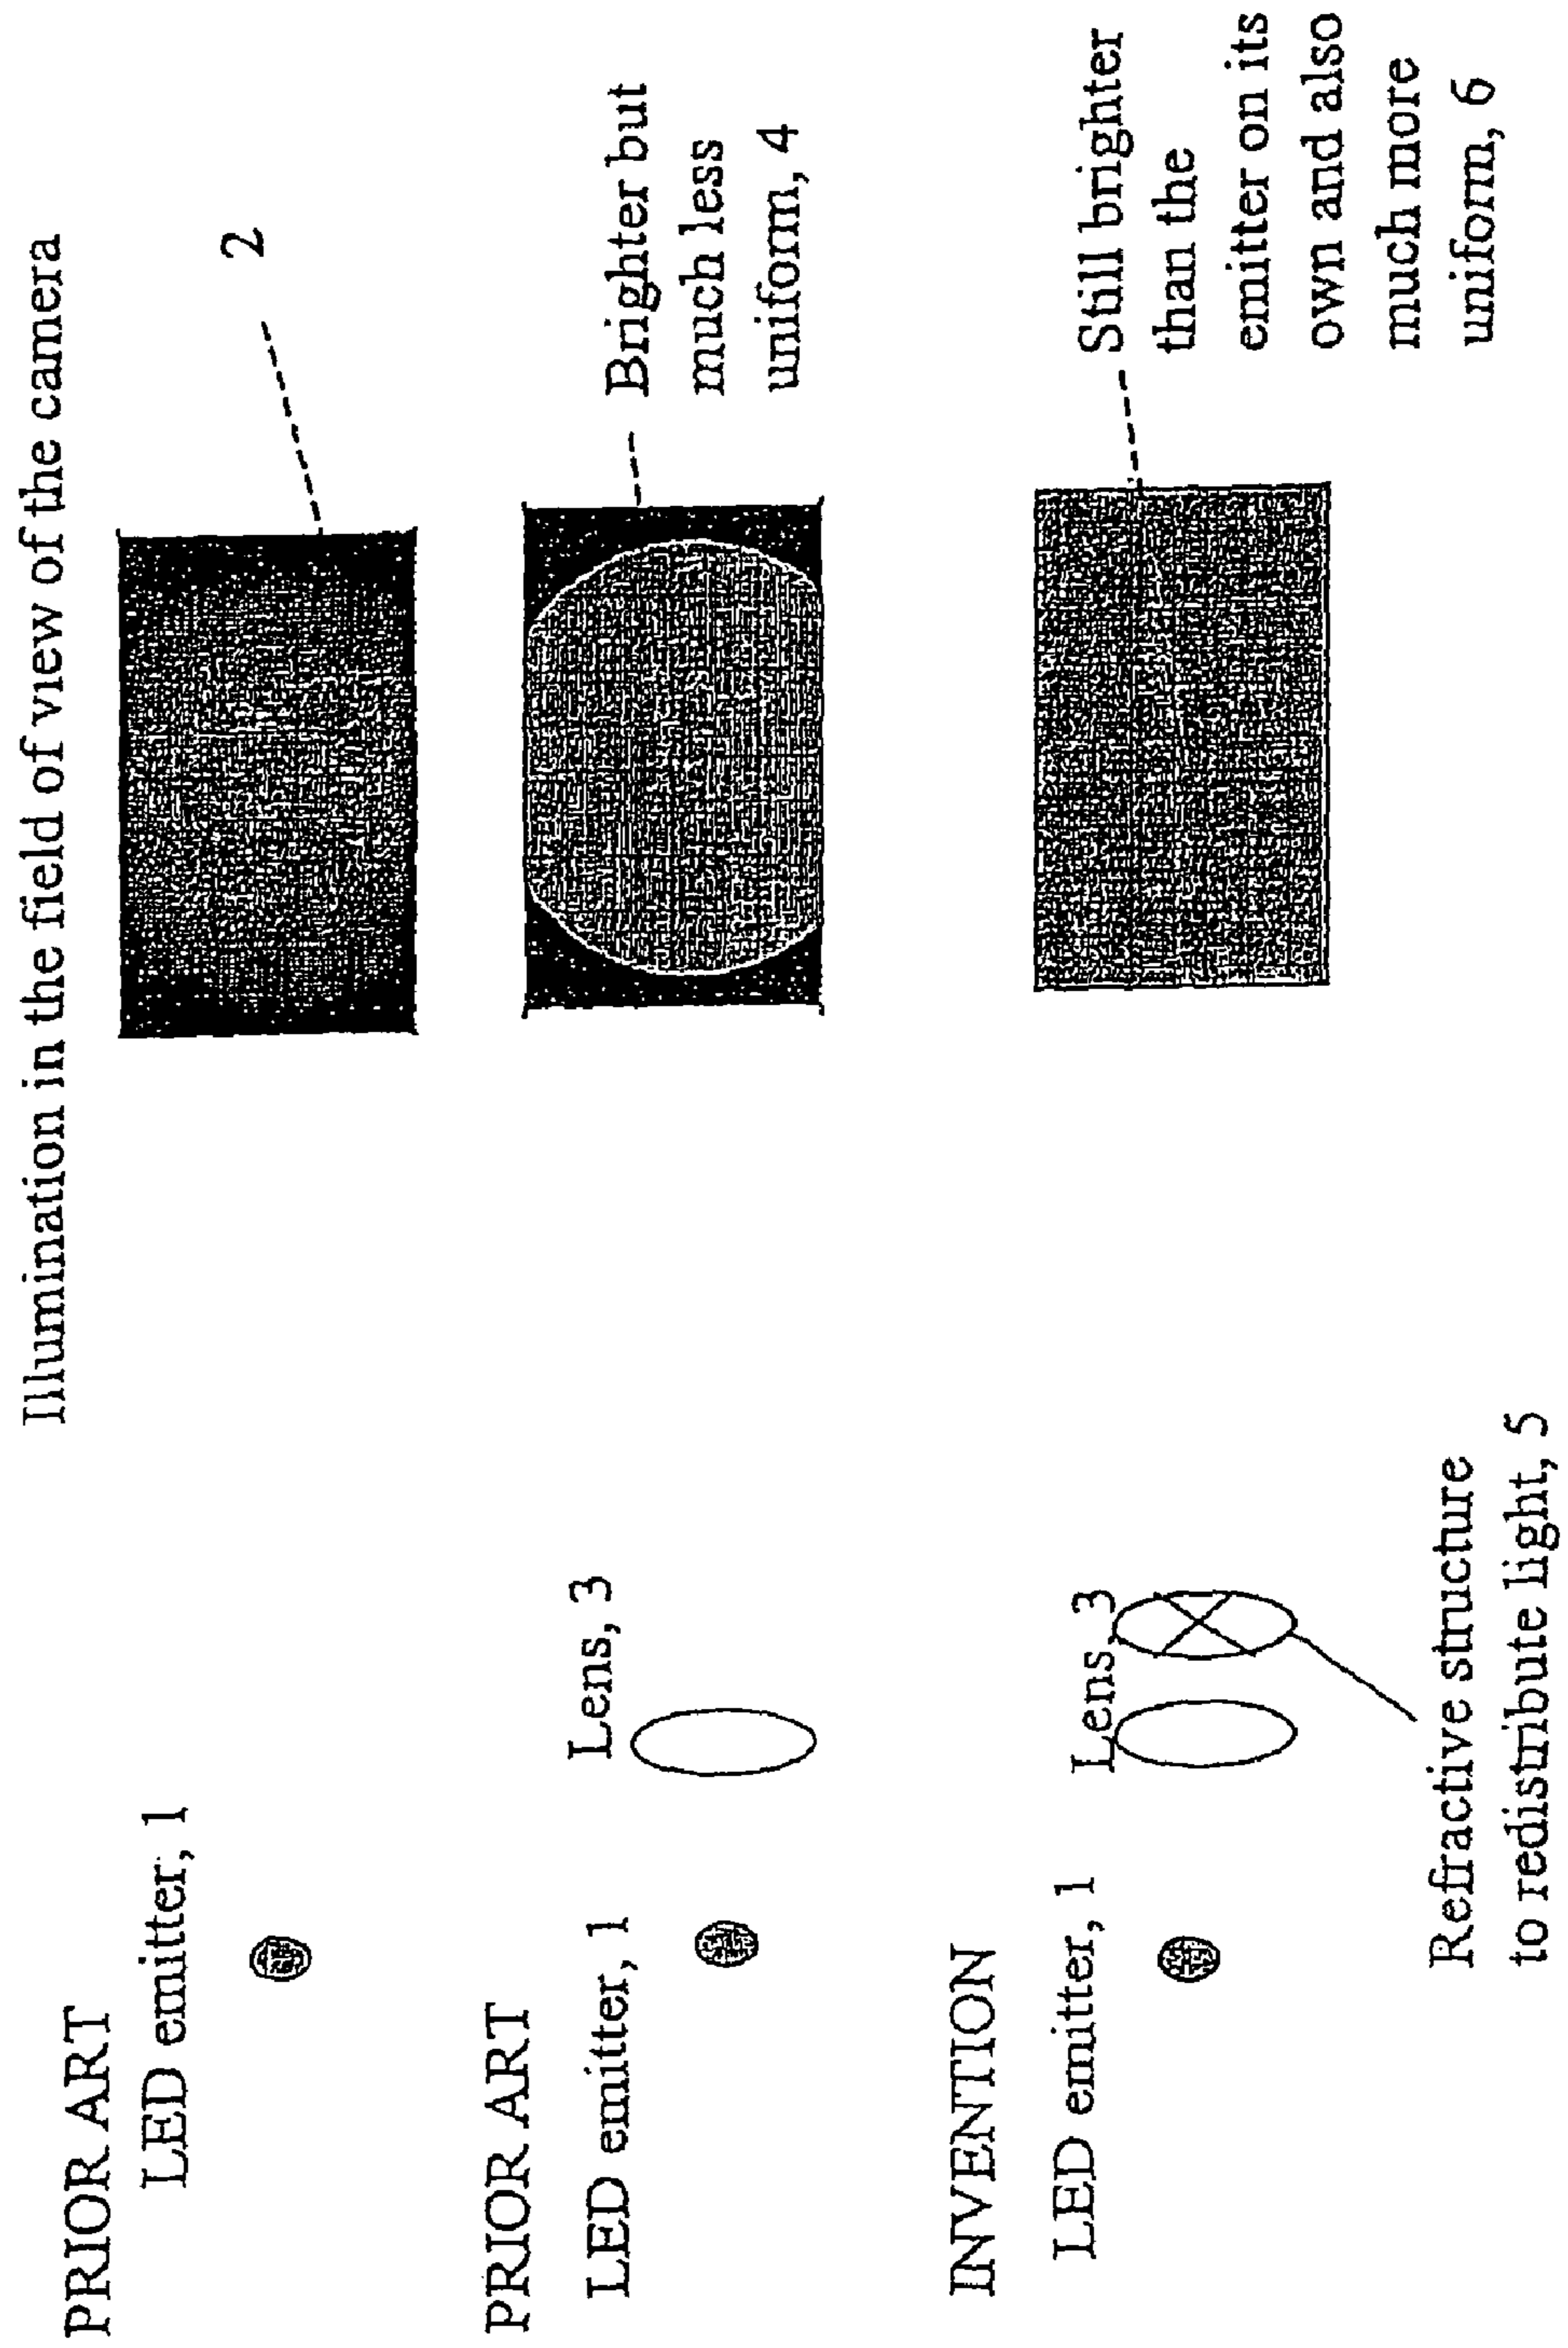 Illumination in the field of view of the camera
PRIOR ART
LED emitter, 1
2
PRIOR ART
LED emitter, 1
Lens, 3
Brighter but
much less
uniform, 4
INVENTION
LED emitter, 1
Lens, 3
Refractive structure
to redistribute light, 5
Still brighter
than the
emitter on its
own and also
much more
uniform, 6